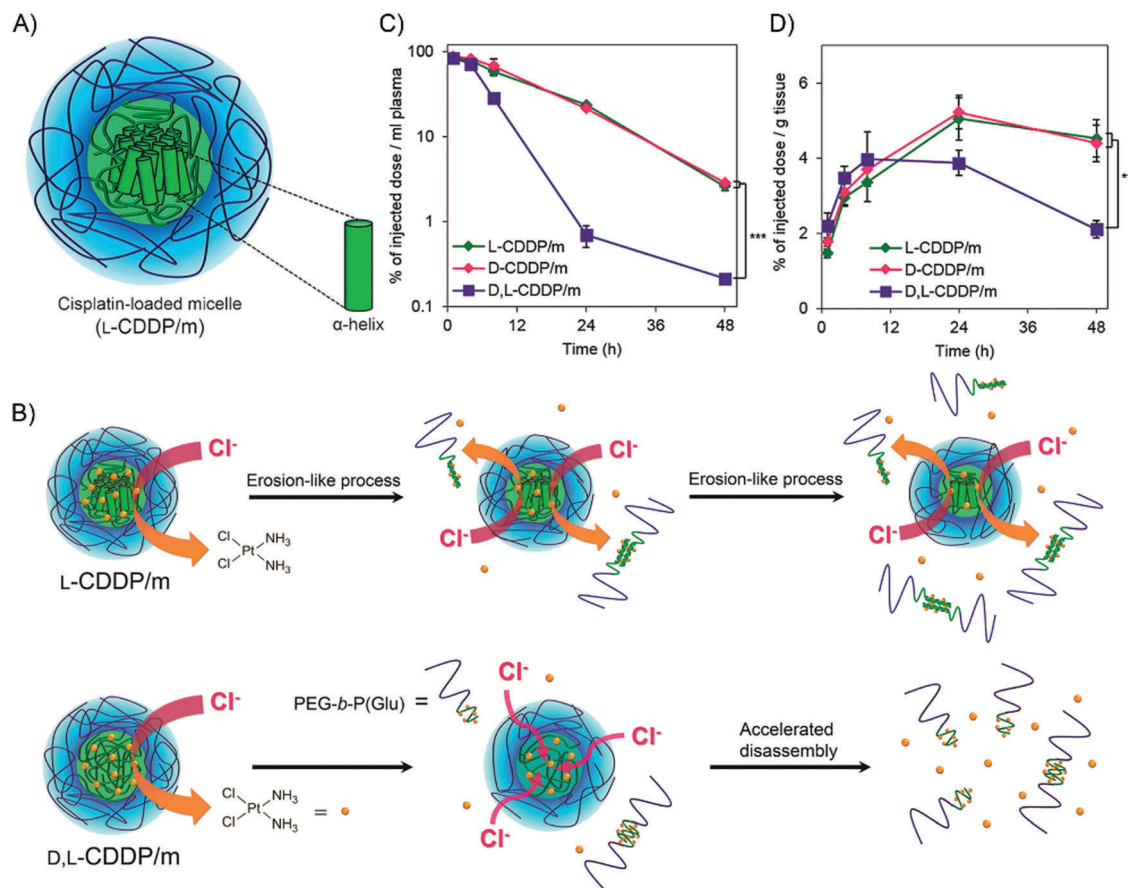 A)
Cisplatin-loaded micelle
(L-CDDP/m)
α-helix
C)
% of injected dose / ml plasma
100
10
1
0.1
L-CDDP/m
D-CDDP/m
D,L-CDDP/m
***
0
12
24
36
48
Time (h)
D)
% of injected dose / g tissue
6
4
2
0
L-CDDP/m
D-CDDP/m
D,L-CDDP/m
*
0
12
24
36
48
Time (h)
B)
Cl-
Cl
NH3
Pt
Cl
NH3
L-CDDP/m
Erosion-like process
Cl-
Cl-
Erosion-like process
Cl-
Cl-
Cl-
Cl
NH3
Pt
Cl
NH3
=
D,L-CDDP/m
PEG-b-P(Glu) =
Cl-
Cl-
Cl-
Accelerated
disassembly